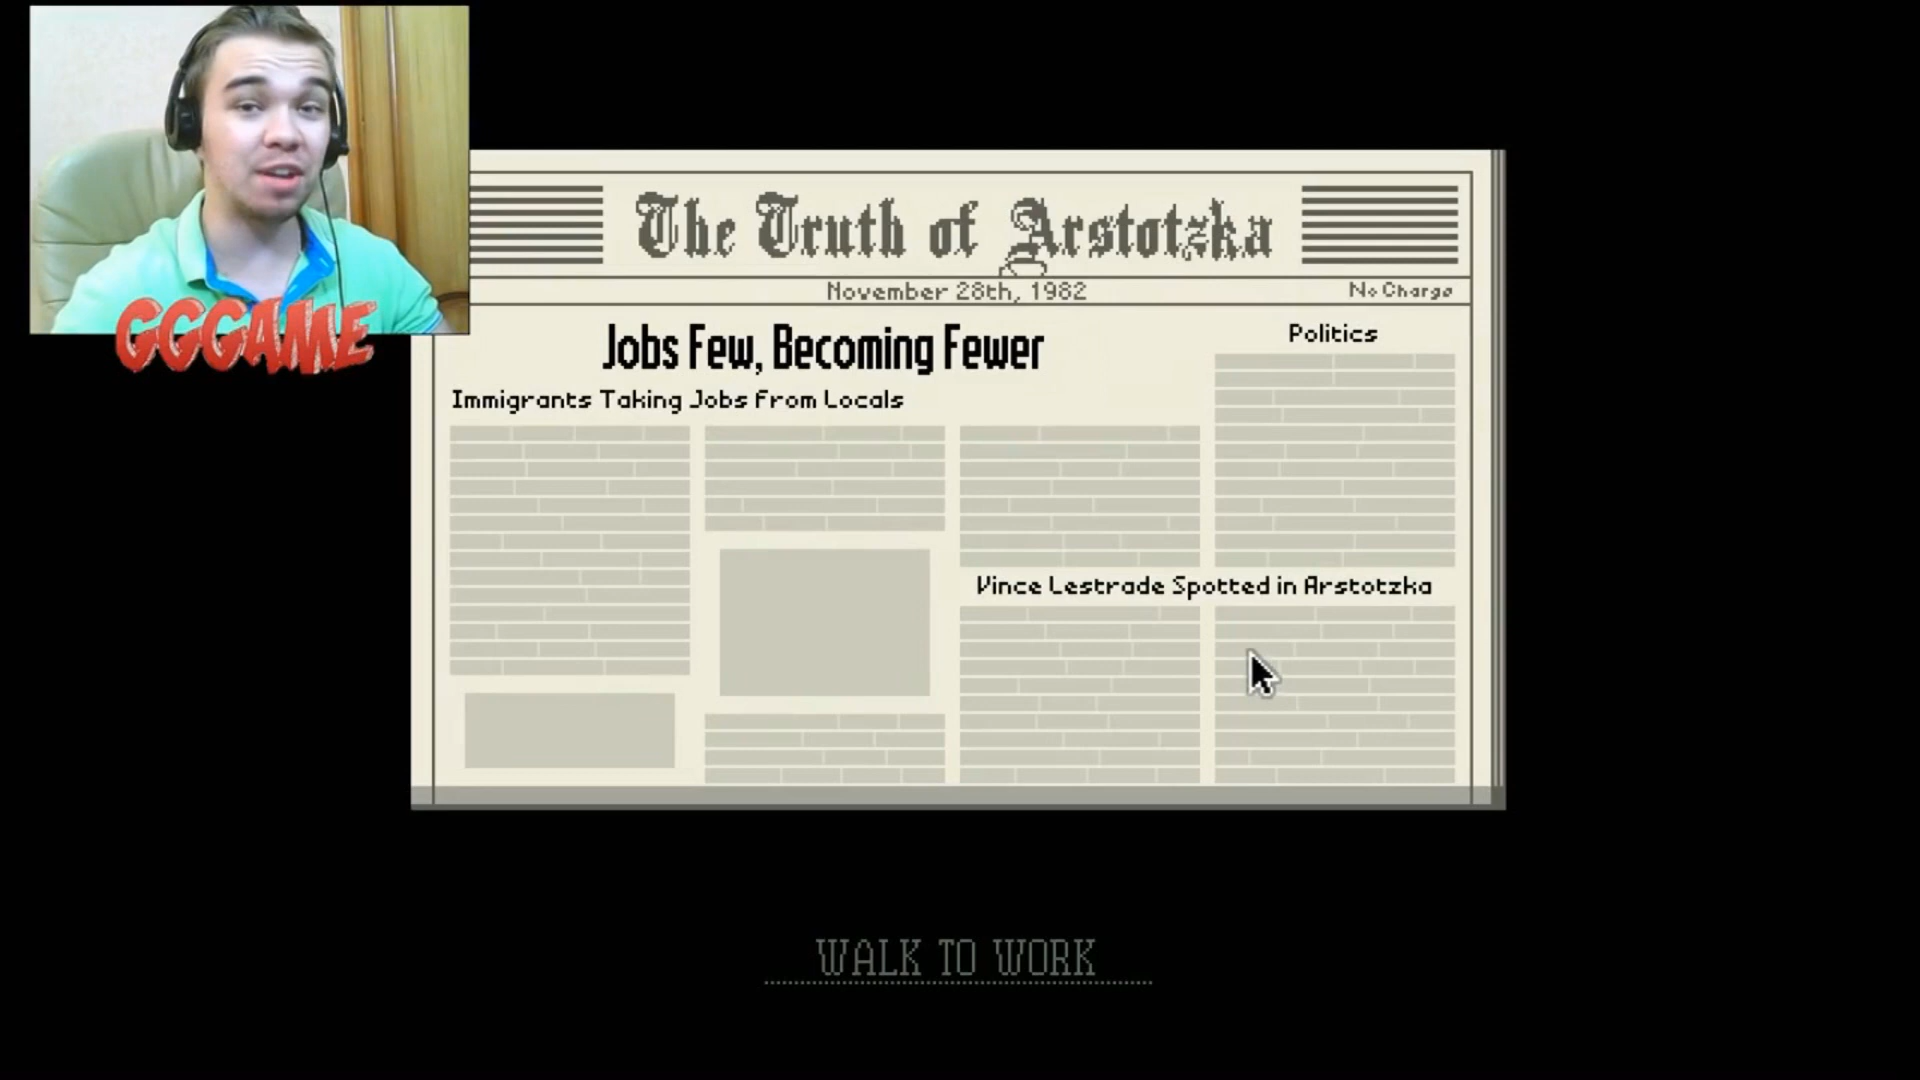 GGGAME
The Truth of Arstotzka
November 28th, 1982
No Charge
Jobs Few, Becoming Fewer
Immigrants Taking Jobs From Locals
Politics
Vince Lestrade Spotted in Arstotzka
WALK TO WORK